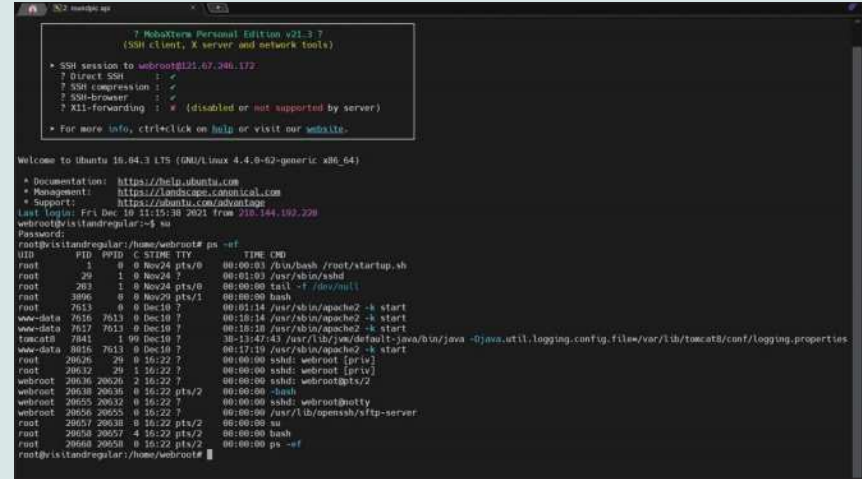 2. roundpic api
? MobaXterm Personal Edition v21.3 ?
(SSH client, X server and network tools)
▸ SSH session to webroot@121.67.246.172
? Direct SSH : ✓
? SSH compression : ✓
? SSH-browser : ✓
? X11-forwarding : ✗ (disabled or not supported by server)
▸ For more info, ctrl+click on help or visit our website.
Welcome to Ubuntu 16.04.3 LTS (GNU/Linux 4.4.0-62-generic x86_64)
* Documentation: https://help.ubuntu.com
* Management: https://landscape.canonical.com
* Support: https://ubuntu.com/advantage
Last login: Fri Dec 10 11:15:38 2021 from 218.144.192.220
webroot@visitandregular:~$ su
Password:
root@visitandregular:/home/webroot# ps -ef
UID PID PPID C STIME TTY TIME CMD
root 1 0 0 Nov24 pts/0 00:00:03 /bin/bash /root/startup.sh
root 29 1 0 Nov24 ? 00:01:03 /usr/sbin/sshd
root 203 1 0 Nov24 pts/0 00:00:00 tail -f /dev/null
root 3896 0 0 Nov29 pts/1 00:00:00 bash
root 7613 0 0 Dec10 ? 00:01:14 /usr/sbin/apache2 -k start
www-data 7616 7613 0 Dec10 ? 00:18:14 /usr/sbin/apache2 -k start
www-data 7617 7613 0 Dec10 ? 00:18:18 /usr/sbin/apache2 -k start
tomcat8 7841 1 99 Dec10 ? 38-13:47:43 /usr/lib/jvm/default-java/bin/java -Djava.util.logging.config.file=/var/lib/tomcat8/conf/logging.properties
www-data 8016 7613 0 Dec10 ? 00:17:19 /usr/sbin/apache2 -k start
root 20626 29 0 16:22 ? 00:00:00 sshd: webroot [priv]
root 20632 29 1 16:22 ? 00:00:00 sshd: webroot [priv]
webroot 20636 20626 2 16:22 ? 00:00:00 sshd: webroot@pts/2
webroot 20638 20636 0 16:22 pts/2 00:00:00 -bash
webroot 20655 20632 0 16:22 ? 00:00:00 sshd: webroot@notty
webroot 20656 20655 0 16:22 ? 00:00:00 /usr/lib/openssh/sftp-server
root 20657 20638 0 16:22 pts/2 00:00:00 su
root 20658 20657 4 16:22 pts/2 00:00:00 bash
root 20668 20658 0 16:22 pts/2 00:00:00 ps -ef
root@visitandregular:/home/webroot#